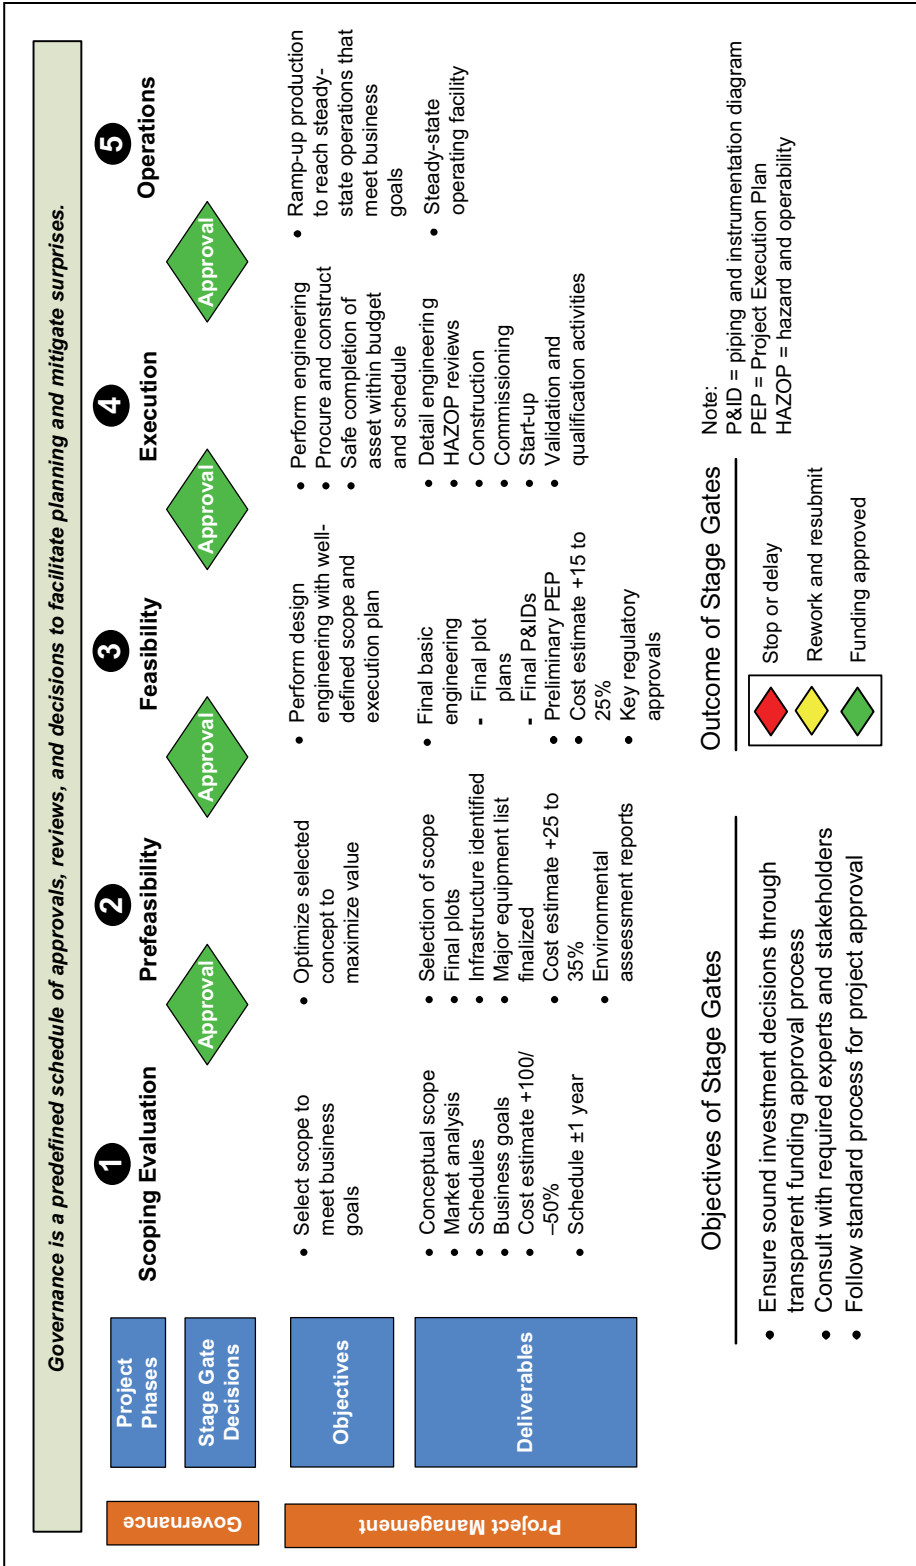 Governance is a predefined schedule of approvals, reviews, and decisions to facilitate planning and mitigate surprises.
Governance
Project
Phases
1
Scoping Evaluation
2
Prefeasibility
3
Feasibility
4
Execution
5
Operations
Stage Gate
Decisions
Approval
Approval
Approval
Approval
Project Management
Objectives
• Select scope to
meet business
goals
• Optimize selected
concept to
maximize value
• Perform design
engineering with well-
defined scope and
execution plan
• Perform engineering
• Procure and construct
• Safe completion of
asset within budget
and schedule
• Ramp-up production
to reach steady-
state operations that
meet business
goals
Deliverables
• Conceptual scope
• Market analysis
• Schedules
• Business goals
• Cost estimate +100/
–50%
• Schedule ±1 year
• Selection of scope
• Final plots
• Infrastructure identified
• Major equipment list
finalized
• Cost estimate +25 to
35%
• Environmental
assessment reports
• Final basic
engineering
- Final plot
plans
- Final P&IDs
• Preliminary PEP
• Cost estimate +15 to
25%
• Key regulatory
approvals
• Detail engineering
• HAZOP reviews
• Construction
• Commissioning
• Start-up
• Validation and
qualification activities
• Steady-state
operating facility
Objectives of Stage Gates
• Ensure sound investment decisions through
transparent funding approval process
• Consult with required experts and stakeholders
• Follow standard process for project approval
Outcome of Stage Gates
Stop or delay
Rework and resubmit
Funding approved
Note:
P&ID = piping and instrumentation diagram
PEP = Project Execution Plan
HAZOP = hazard and operability